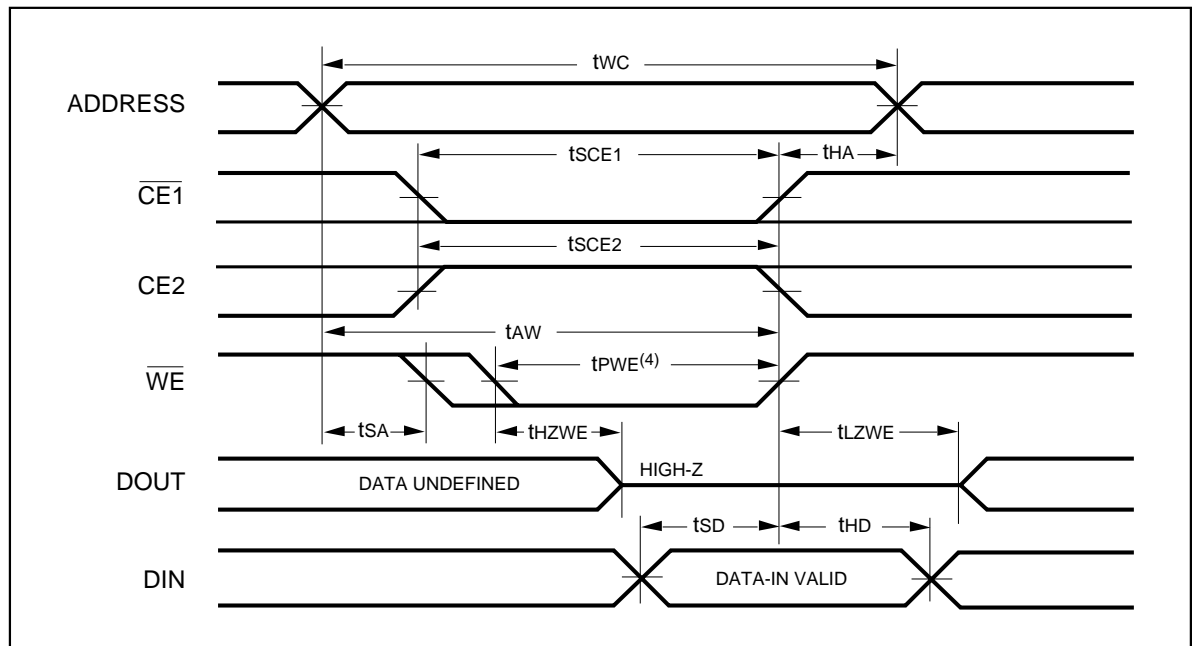 tWC
ADDRESS
tSCE1
tHA
CE1
tSCE2
CE2
tAW
tPWE(4)
WE
tSA
tHZWE
tLZWE
DOUT
DATA UNDEFINED
HIGH-Z
tSD
tHD
DIN
DATA-IN VALID